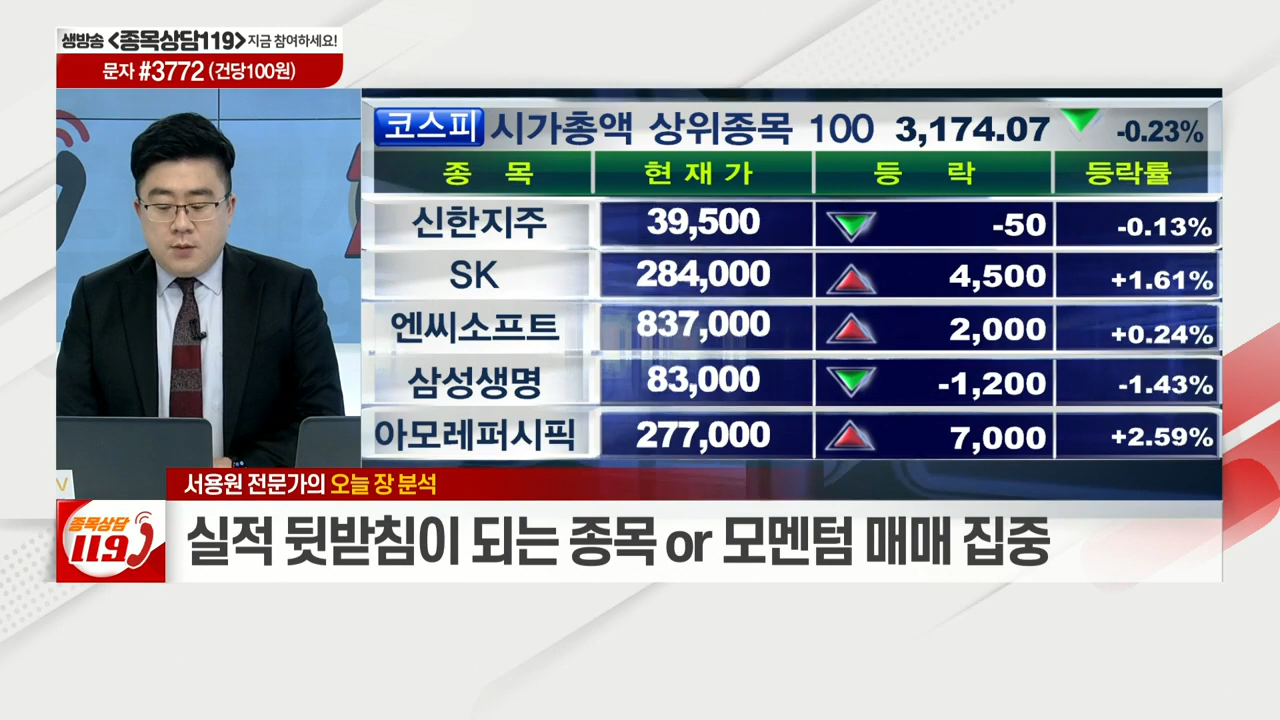 생방송 <종목상담119> 지금 참여하세요!
문자 #3772 (건당100원)
코스피 시가총액 상위종목 100 3,174.07 -0.23%
종 목 현 재 가 등 락 등락률
신한지주 39,500 -50 -0.13%
SK 284,000 4,500 +1.61%
엔씨소프트 837,000 2,000 +0.24%
삼성생명 83,000 -1,200 -1.43%
아모레퍼시픽 277,000 7,000 +2.59%
서용원 전문가의 오늘 장 분석
종목상담
119
실적 뒷받침이 되는 종목 or 모멘텀 매매 집중